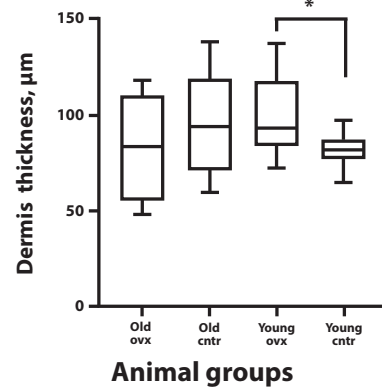 *
150
100
50
0
Dermis thickness, μm
Old ovx
Old cntr
Young ovx
Young cntr
Animal groups